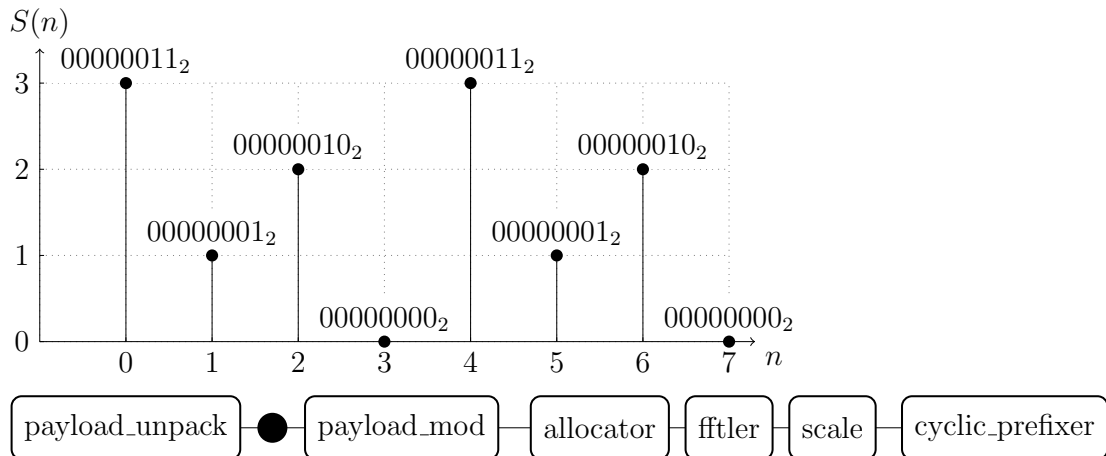 S(n)
00000011₂ 00000011₂
3
00000010₂ 00000010₂
2
00000001₂ 00000001₂
1
00000000₂ 00000000₂
0
0 1 2 3 4 5 6 7 n
payload_unpack payload_mod allocator fftler scale cyclic_prefixer